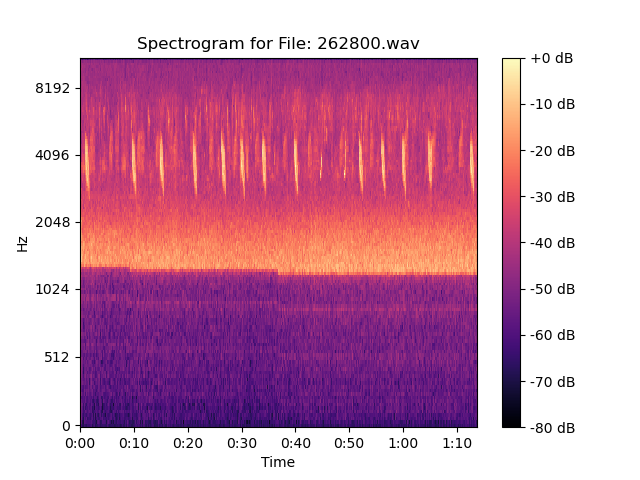 Spectrogram for File: 262800.wav
+0 dB
8192
-10 dB
4096
-20 dB
-30 dB
2048
Hz
-40 dB
1024
-50 dB
512
-60 dB
-70 dB
0
-80 dB
0:00 0:10 0:20 0:30 0:40 0:50 1:00 1:10
Time